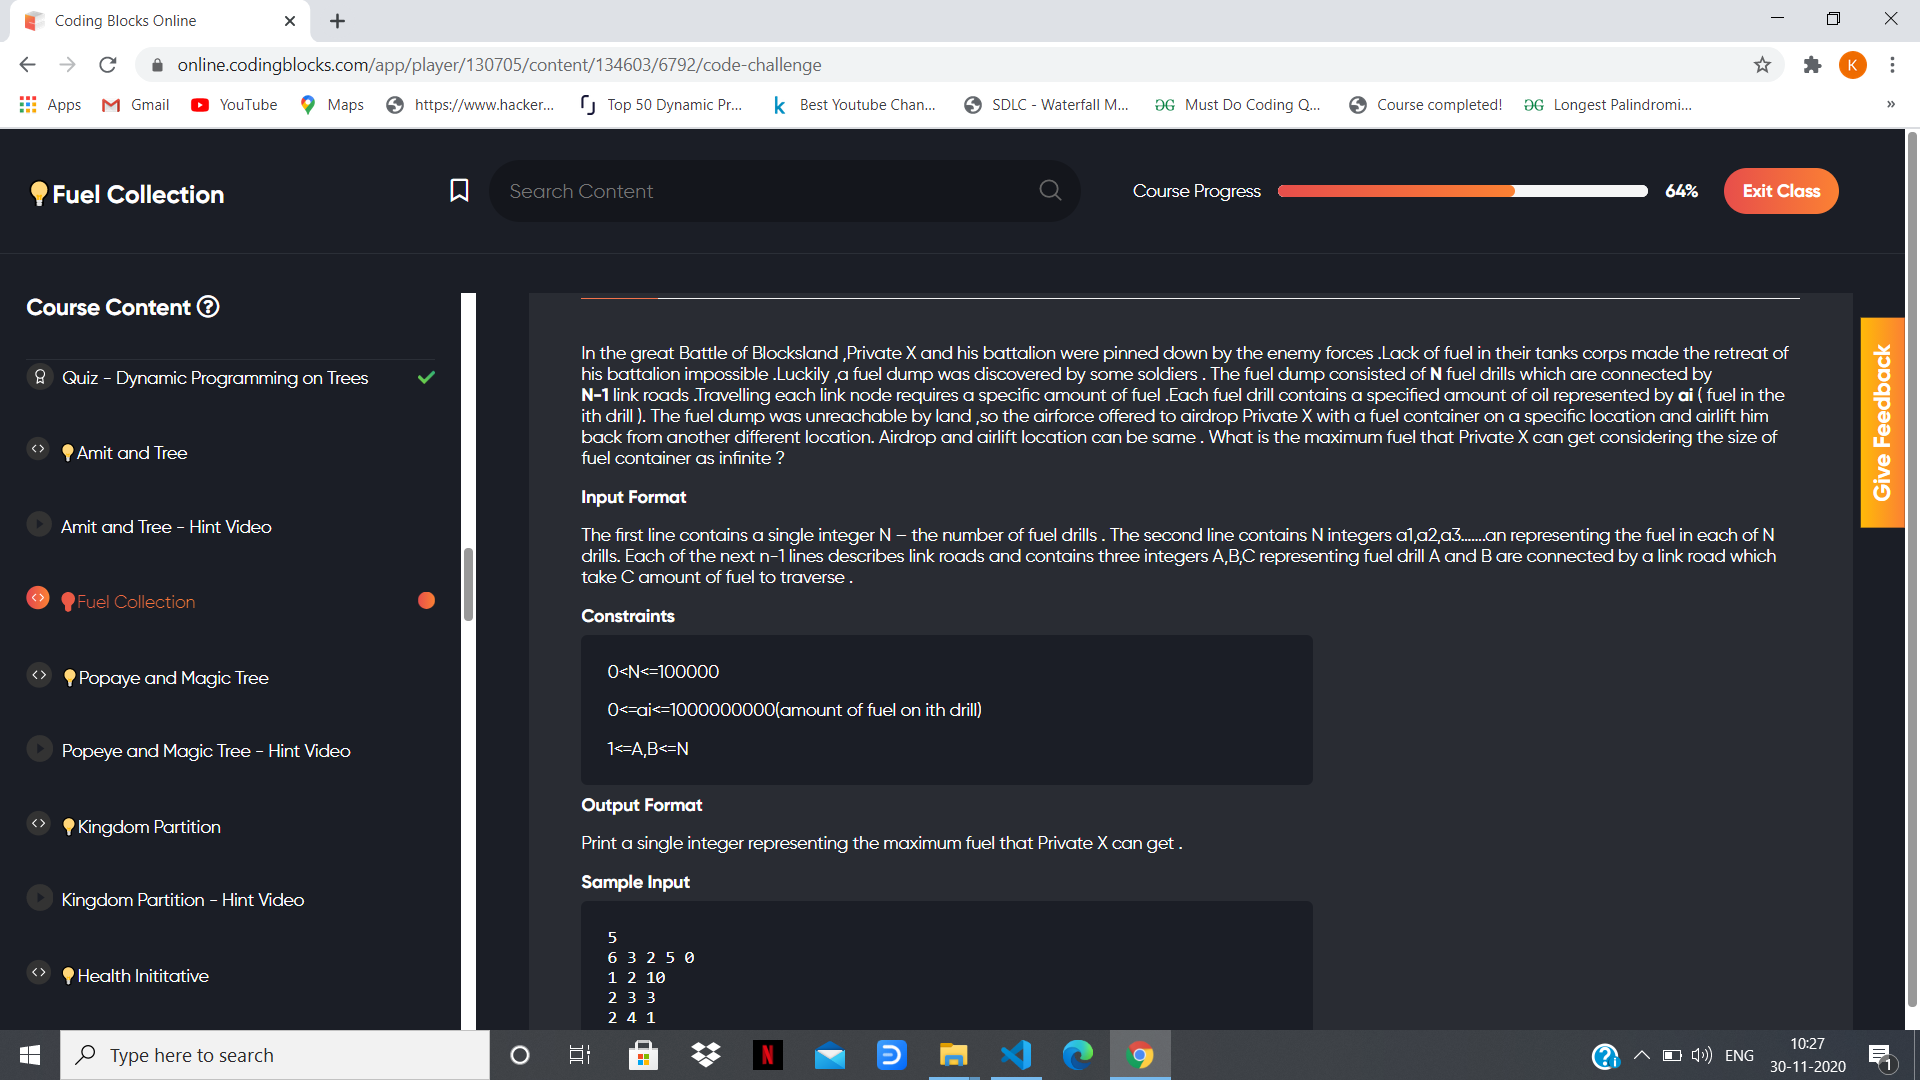 Coding Blocks Online
online.codingblocks.com/app/player/130705/content/134603/6792/code-challenge
K
Apps
Gmail
YouTube
Maps
https://www.hacker...
Top 50 Dynamic Pr...
Best Youtube Chan...
SDLC - Waterfall M...
Must Do Coding Q...
Course completed!
Longest Palindromi...
»
Fuel Collection
Search Content
Course Progress
64%
Exit Class
Course Content
Quiz - Dynamic Programming on Trees
Amit and Tree
Amit and Tree - Hint Video
Fuel Collection
Popaye and Magic Tree
Popeye and Magic Tree - Hint Video
Kingdom Partition
Kingdom Partition - Hint Video
Health Inititative
In the great Battle of Blocksland ,Private X and his battalion were pinned down by the enemy forces .Lack of fuel in their tanks corps made the retreat of
his battalion impossible .Luckily ,a fuel dump was discovered by some soldiers . The fuel dump consisted of N fuel drills which are connected by
N-1 link roads .Travelling each link node requires a specific amount of fuel .Each fuel drill contains a specified amount of oil represented by ai ( fuel in the
ith drill ). The fuel dump was unreachable by land ,so the airforce offered to airdrop Private X with a fuel container on a specific location and airlift him
back from another different location. Airdrop and airlift location can be same . What is the maximum fuel that Private X can get considering the size of
fuel container as infinite ?
Input Format
The first line contains a single integer N – the number of fuel drills . The second line contains N integers a1,a2,a3.......an representing the fuel in each of N
drills. Each of the next n-1 lines describes link roads and contains three integers A,B,C representing fuel drill A and B are connected by a link road which
take C amount of fuel to traverse .
Constraints
0<N<=100000
0<=ai<=1000000000(amount of fuel on ith drill)
1<=A,B<=N
Output Format
Print a single integer representing the maximum fuel that Private X can get .
Sample Input
5
6 3 2 5 0
1 2 10
2 3 3
2 4 1
Give Feedback
Type here to search
ENG
10:27
30-11-2020
1